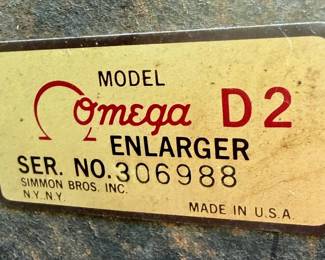 MODEL
Omega D2
ENLARGER
SER. NO. 306988
SIMMON BROS. INC.
N.Y. N.Y.
MADE IN U.S.A.